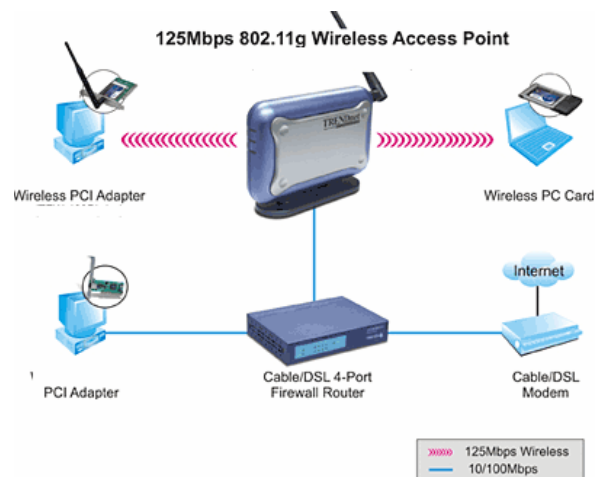 125Mbps 802.11g Wireless Access Point
TRENDnet
Wireless PCI Adapter
Wireless PC Card
Internet
PCI Adapter
Cable/DSL 4-Port
Firewall Router
Cable/DSL
Modem
125Mbps Wireless
10/100Mbps